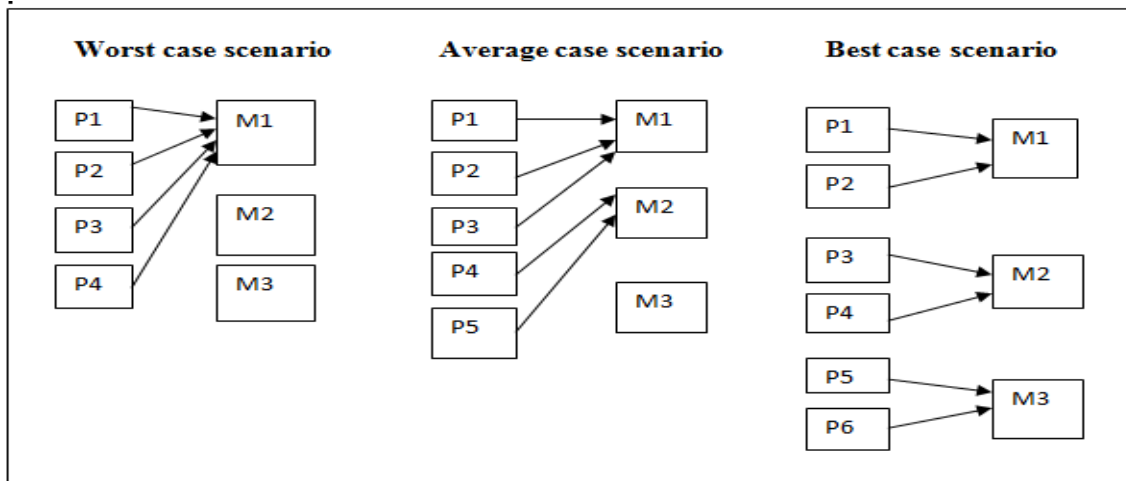 Worst case scenario
P1
P2
P3
P4
M1
M2
M3
Average case scenario
P1
P2
P3
P4
P5
M1
M2
M3
Best case scenario
P1
P2
P3
P4
P5
P6
M1
M2
M3